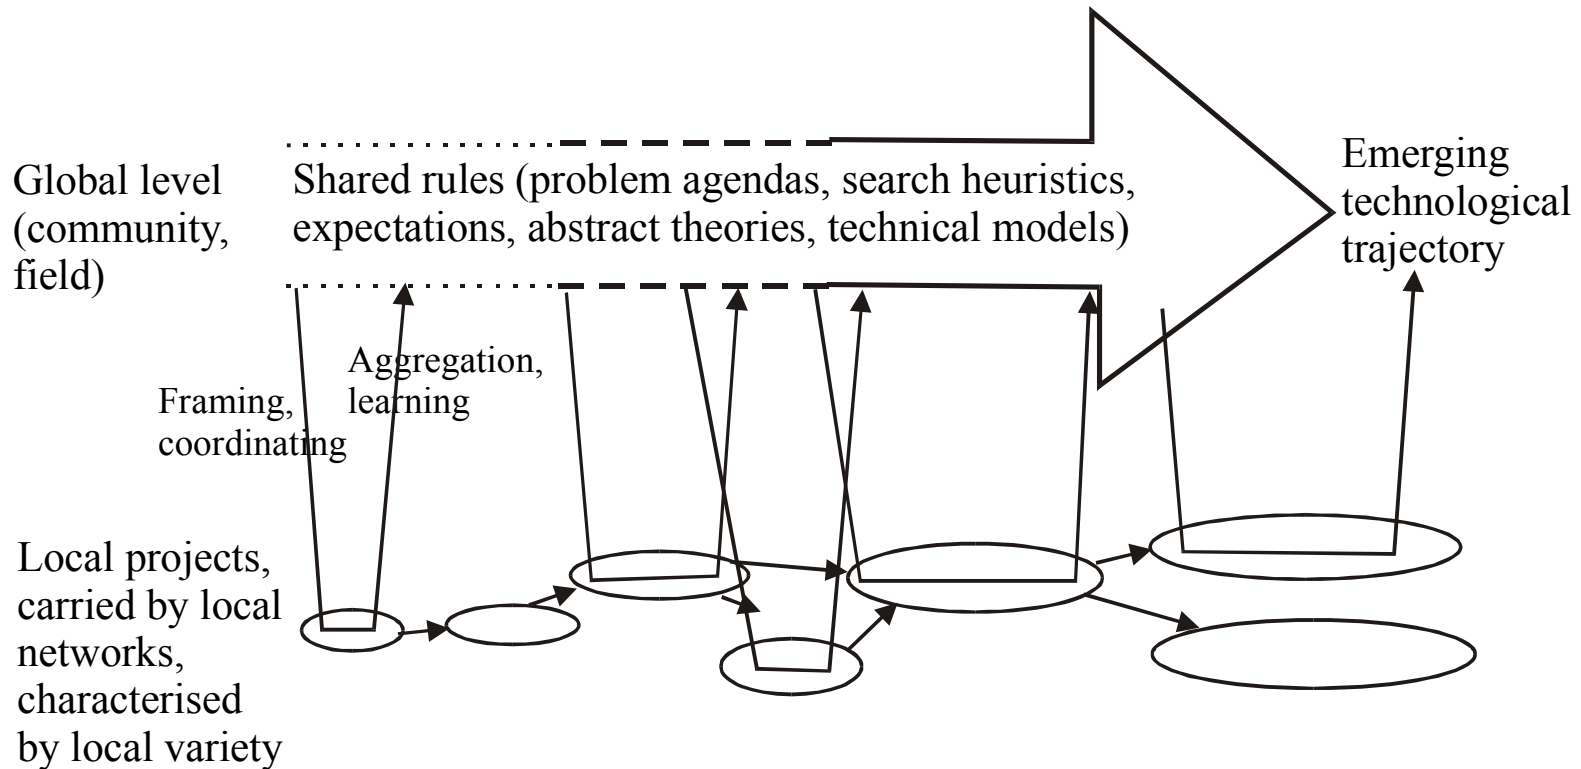 Global level
(community,
field)
Shared rules (problem agendas, search heuristics,
expectations, abstract theories, technical models)
Emerging
technological
trajectory
Aggregation,
learning
Framing,
coordinating
Local projects,
carried by local
networks,
characterised
by local variety